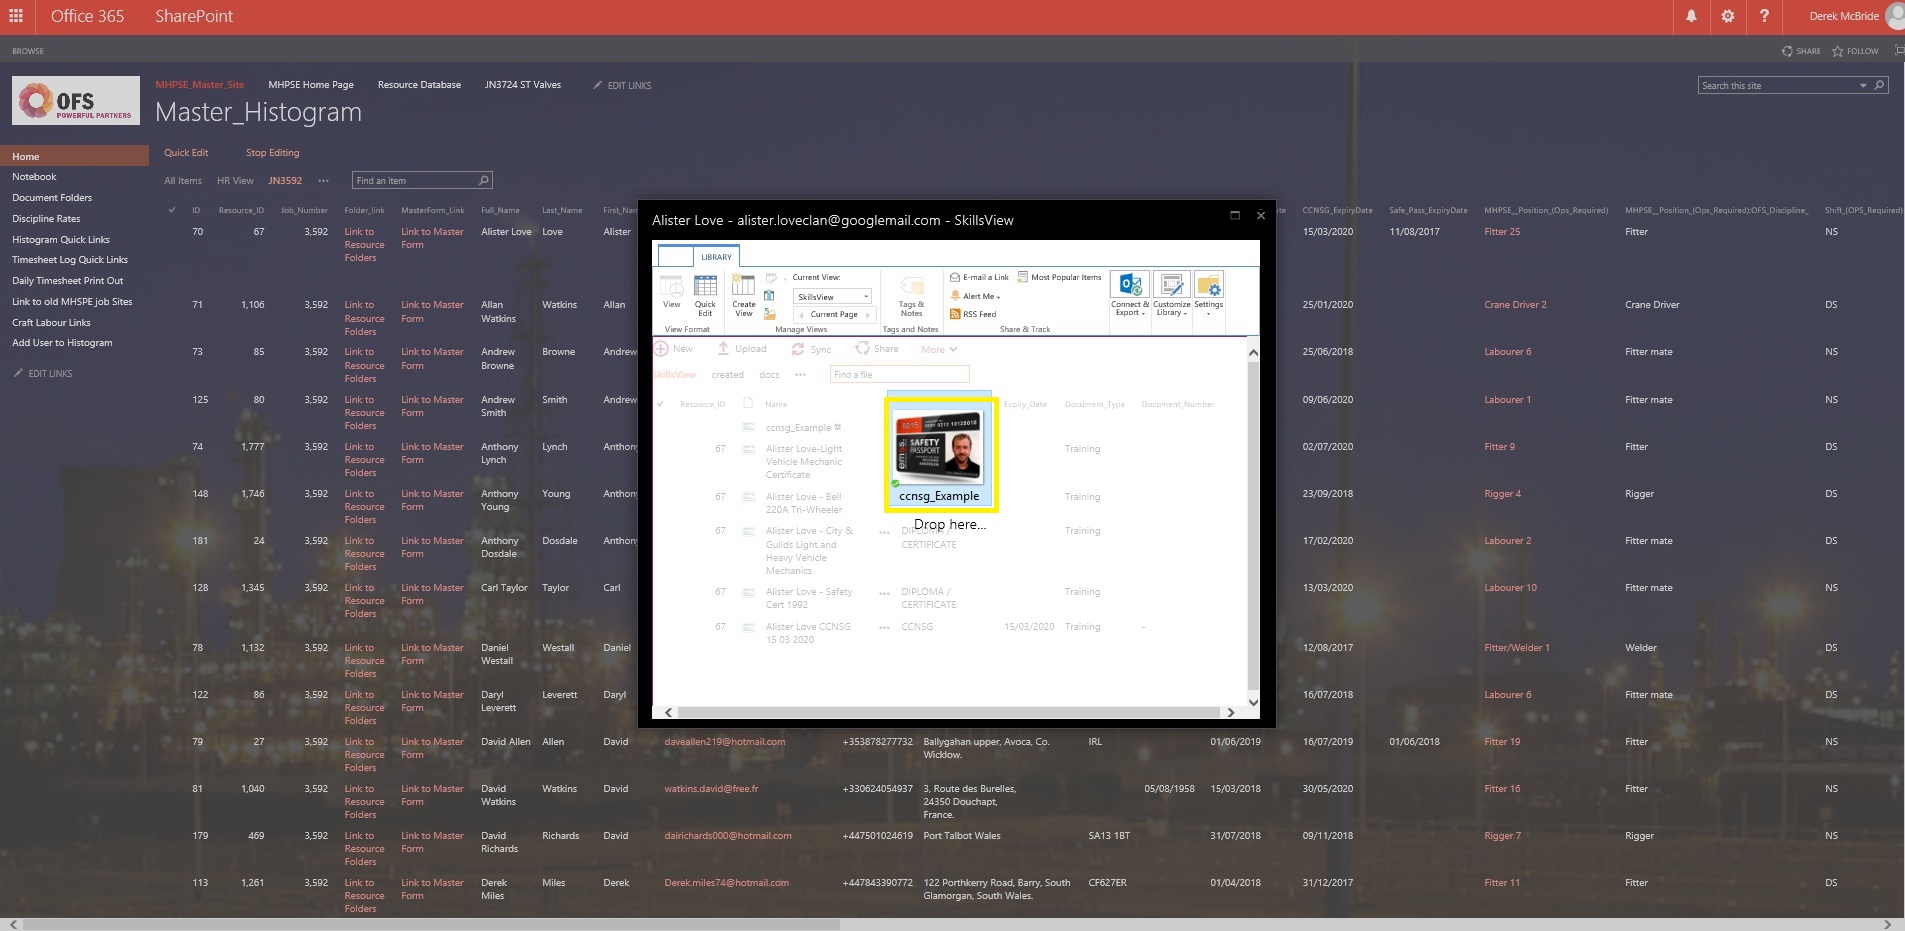 Office 365 SharePoint Derek McBride
BROWSE SHARE FOLLOW
OFS
POWERFUL PARTNERS
MHPSE_Master_Site MHPSE Home Page Resource Database JN3724 ST Valves EDIT LINKS
Search this site
Master_Histogram
Home
Notebook
Document Folders
Discipline Rates
Histogram Quick Links
Timesheet Log Quick Links
Daily Timesheet Print Out
Link to old MHSPE job Sites
Craft Labour Links
Add User to Histogram
EDIT LINKS
Quick Edit Stop Editing
All Items HR View JN3592 ••• Find an item
ID Resource_ID Job_Number Folder_link MasterForm_Link Full_Name Last_Name First_Nam
CCNSG_ExpiryDate Safe_Pass_ExpiryDate MHPSE__Position_(Ops_Required) MHPSE__Position_(Ops_Required):OFS_Discipline_ Shift_(OPS_Required)
70 67 3,592 Link to Resource Folders Link to Master Form Alister Love Love Alister 15/03/2020 11/08/2017 Fitter 25 Fitter NS
71 1,106 3,592 Link to Resource Folders Link to Master Form Allan Watkins Watkins Allan 25/01/2020 Crane Driver 2 Crane Driver DS
73 85 3,592 Link to Resource Folders Link to Master Form Andrew Browne Browne Andrew 25/06/2018 Labourer 6 Fitter mate NS
125 80 3,592 Link to Resource Folders Link to Master Form Andrew Smith Smith Andrew 09/06/2020 Labourer 1 Fitter mate NS
74 1,777 3,592 Link to Resource Folders Link to Master Form Anthony Lynch Lynch Anthony 02/07/2020 Fitter 9 Fitter DS
148 1,746 3,592 Link to Resource Folders Link to Master Form Anthony Young Young Anthony 23/09/2018 Rigger 4 Rigger DS
181 24 3,592 Link to Resource Folders Link to Master Form Anthony Dosdale Dosdale Anthony 17/02/2020 Labourer 2 Fitter mate DS
128 1,345 3,592 Link to Resource Folders Link to Master Form Carl Taylor Taylor Carl 13/03/2020 Labourer 10 Fitter mate NS
78 1,132 3,592 Link to Resource Folders Link to Master Form Daniel Westall Westall Daniel 12/08/2017 Fitter/Welder 1 Welder DS
122 86 3,592 Link to Resource Folders Link to Master Form Daryl Leverett Leverett Daryl 16/07/2018 Labourer 6 Fitter mate DS
79 27 3,592 Link to Resource Folders Link to Master Form David Allen Allen David daveallen219@hotmail.com +353878277732 Ballygahan upper, Avoca, Co. Wicklow. IRL 01/06/2019 16/07/2019 01/06/2018 Fitter 19 Fitter NS
81 1,040 3,592 Link to Resource Folders Link to Master Form David Watkins Watkins David watkins.david@free.fr +330624054937 3, Route des Burelles, 24350 Douchapt, France. 05/08/1958 15/03/2018 30/05/2020 Fitter 16 Fitter NS
179 469 3,592 Link to Resource Folders Link to Master Form David Richards Richards David dairichards000@hotmail.com +447501024619 Port Talbot Wales SA13 1BT 31/07/2018 09/11/2018 Rigger 7 Rigger NS
113 1,261 3,592 Link to Resource Folders Link to Master Form Derek Miles Miles Derek Derek.miles74@hotmail.com +447843390772 122 Porthkerry Road, Barry, South Glamorgan, South Wales. CF627ER 01/04/2018 31/12/2017 Fitter 11 Fitter DS
Alister Love - alister.loveclan@googlemail.com - SkillsView
LIBRARY
View Quick Edit
View Format
Create View Current View:
SkillsView
Current Page
Manage Views
Tags & Notes
Tags and Notes
E-mail a Link Most Popular Items
Alert Me
RSS Feed
Share & Track
Connect & Export Customize Library Settings
New Upload Sync Share More
SkillsView created docs ••• Find a file
Resource_ID Name Expiry_Date Document_Type Document_Number
ccnsg_Example
67 Alister Love-Light Vehicle Mechanic Certificate Training
67 Alister Love - Bell 220A Tri-Wheeler Training
67 Alister Love - City & Guilds Light and Heavy Vehicle Mechanics ••• DIPLOMA / CERTIFICATE Training
67 Alister Love - Safety Cert 1992 ••• DIPLOMA / CERTIFICATE Training
67 Alister Love CCNSG 15 03 2020 ••• CCNSG 15/03/2020 Training -
SAFETY
PASSPORT
ccnsg_Example
Drop here...